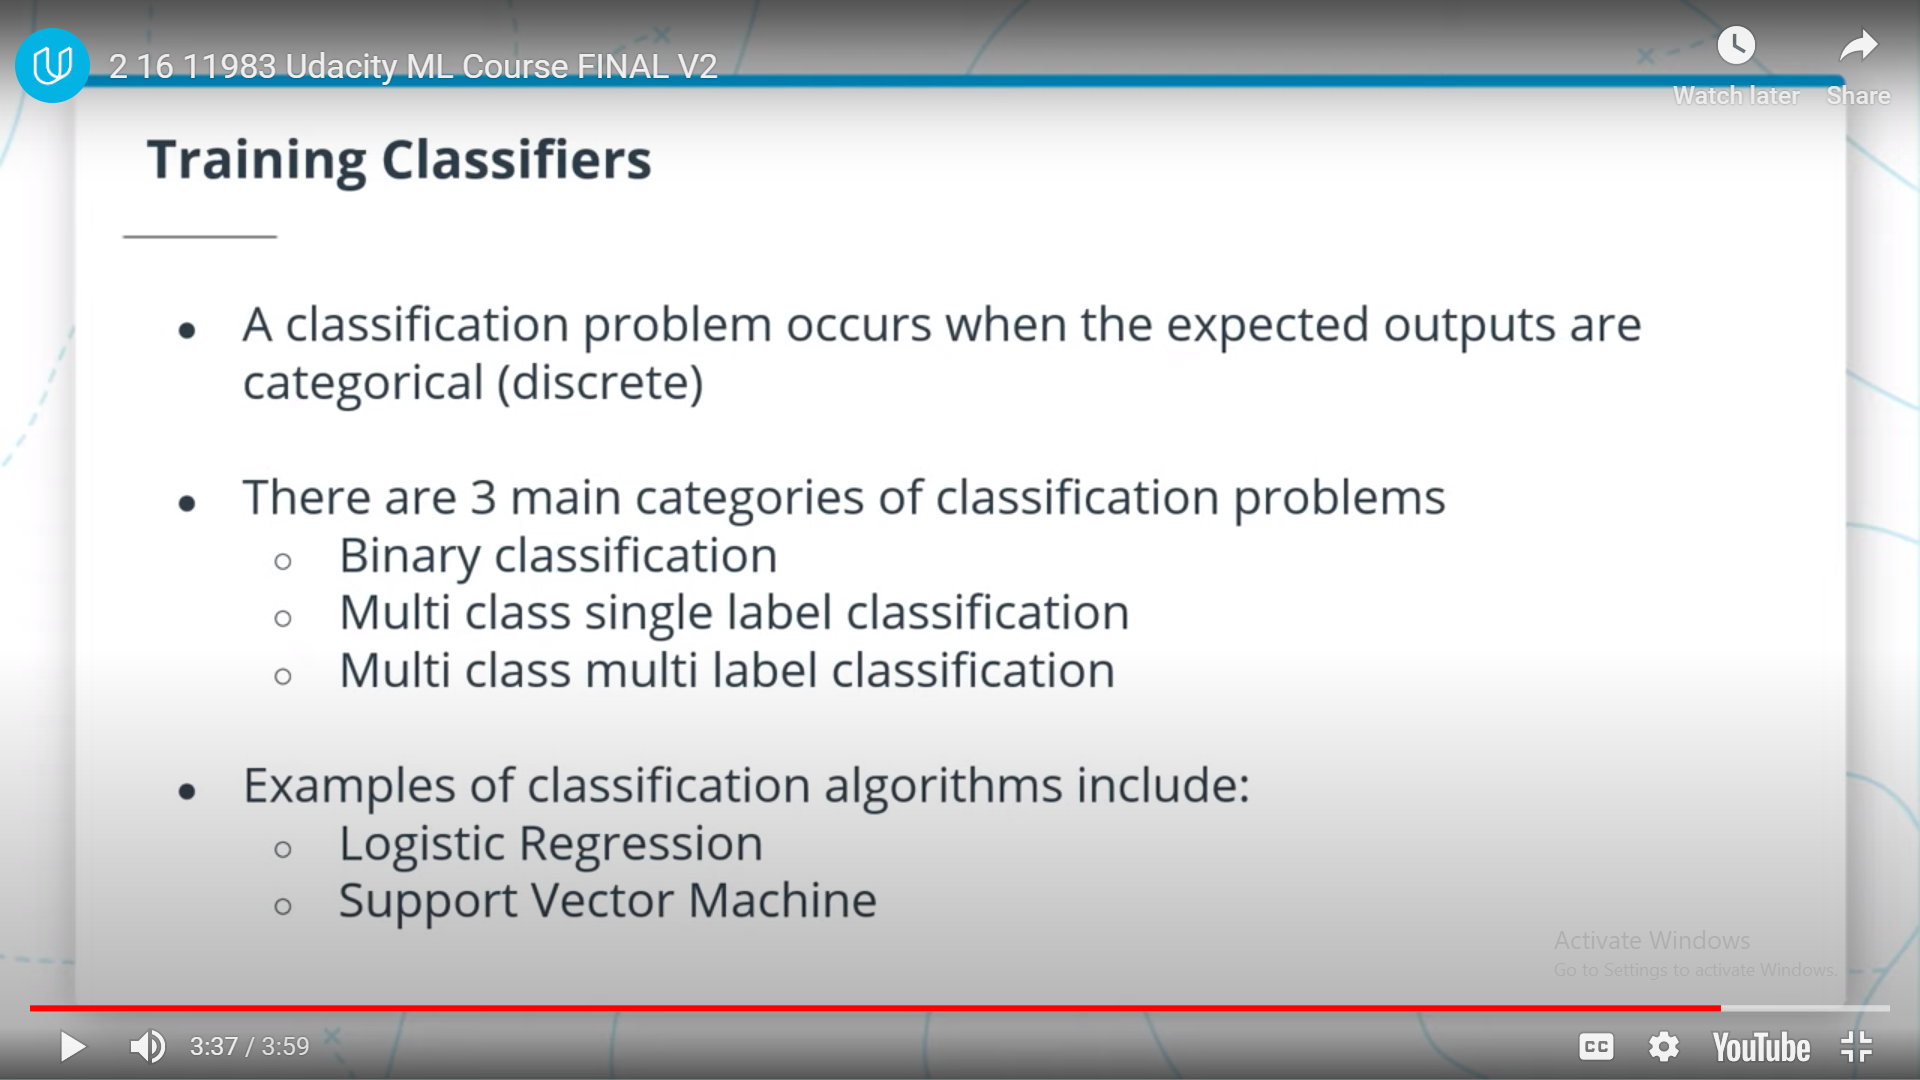 2 16 11983 Udacity ML Course FINAL V2
Watch later
Share
Training Classifiers
● A classification problem occurs when the expected outputs are
categorical (discrete)
● There are 3 main categories of classification problems
○ Binary classification
○ Multi class single label classification
○ Multi class multi label classification
● Examples of classification algorithms include:
○ Logistic Regression
○ Support Vector Machine
Activate Windows
Go to Settings to activate Windows.
3:37 / 3:59
CC
YouTube